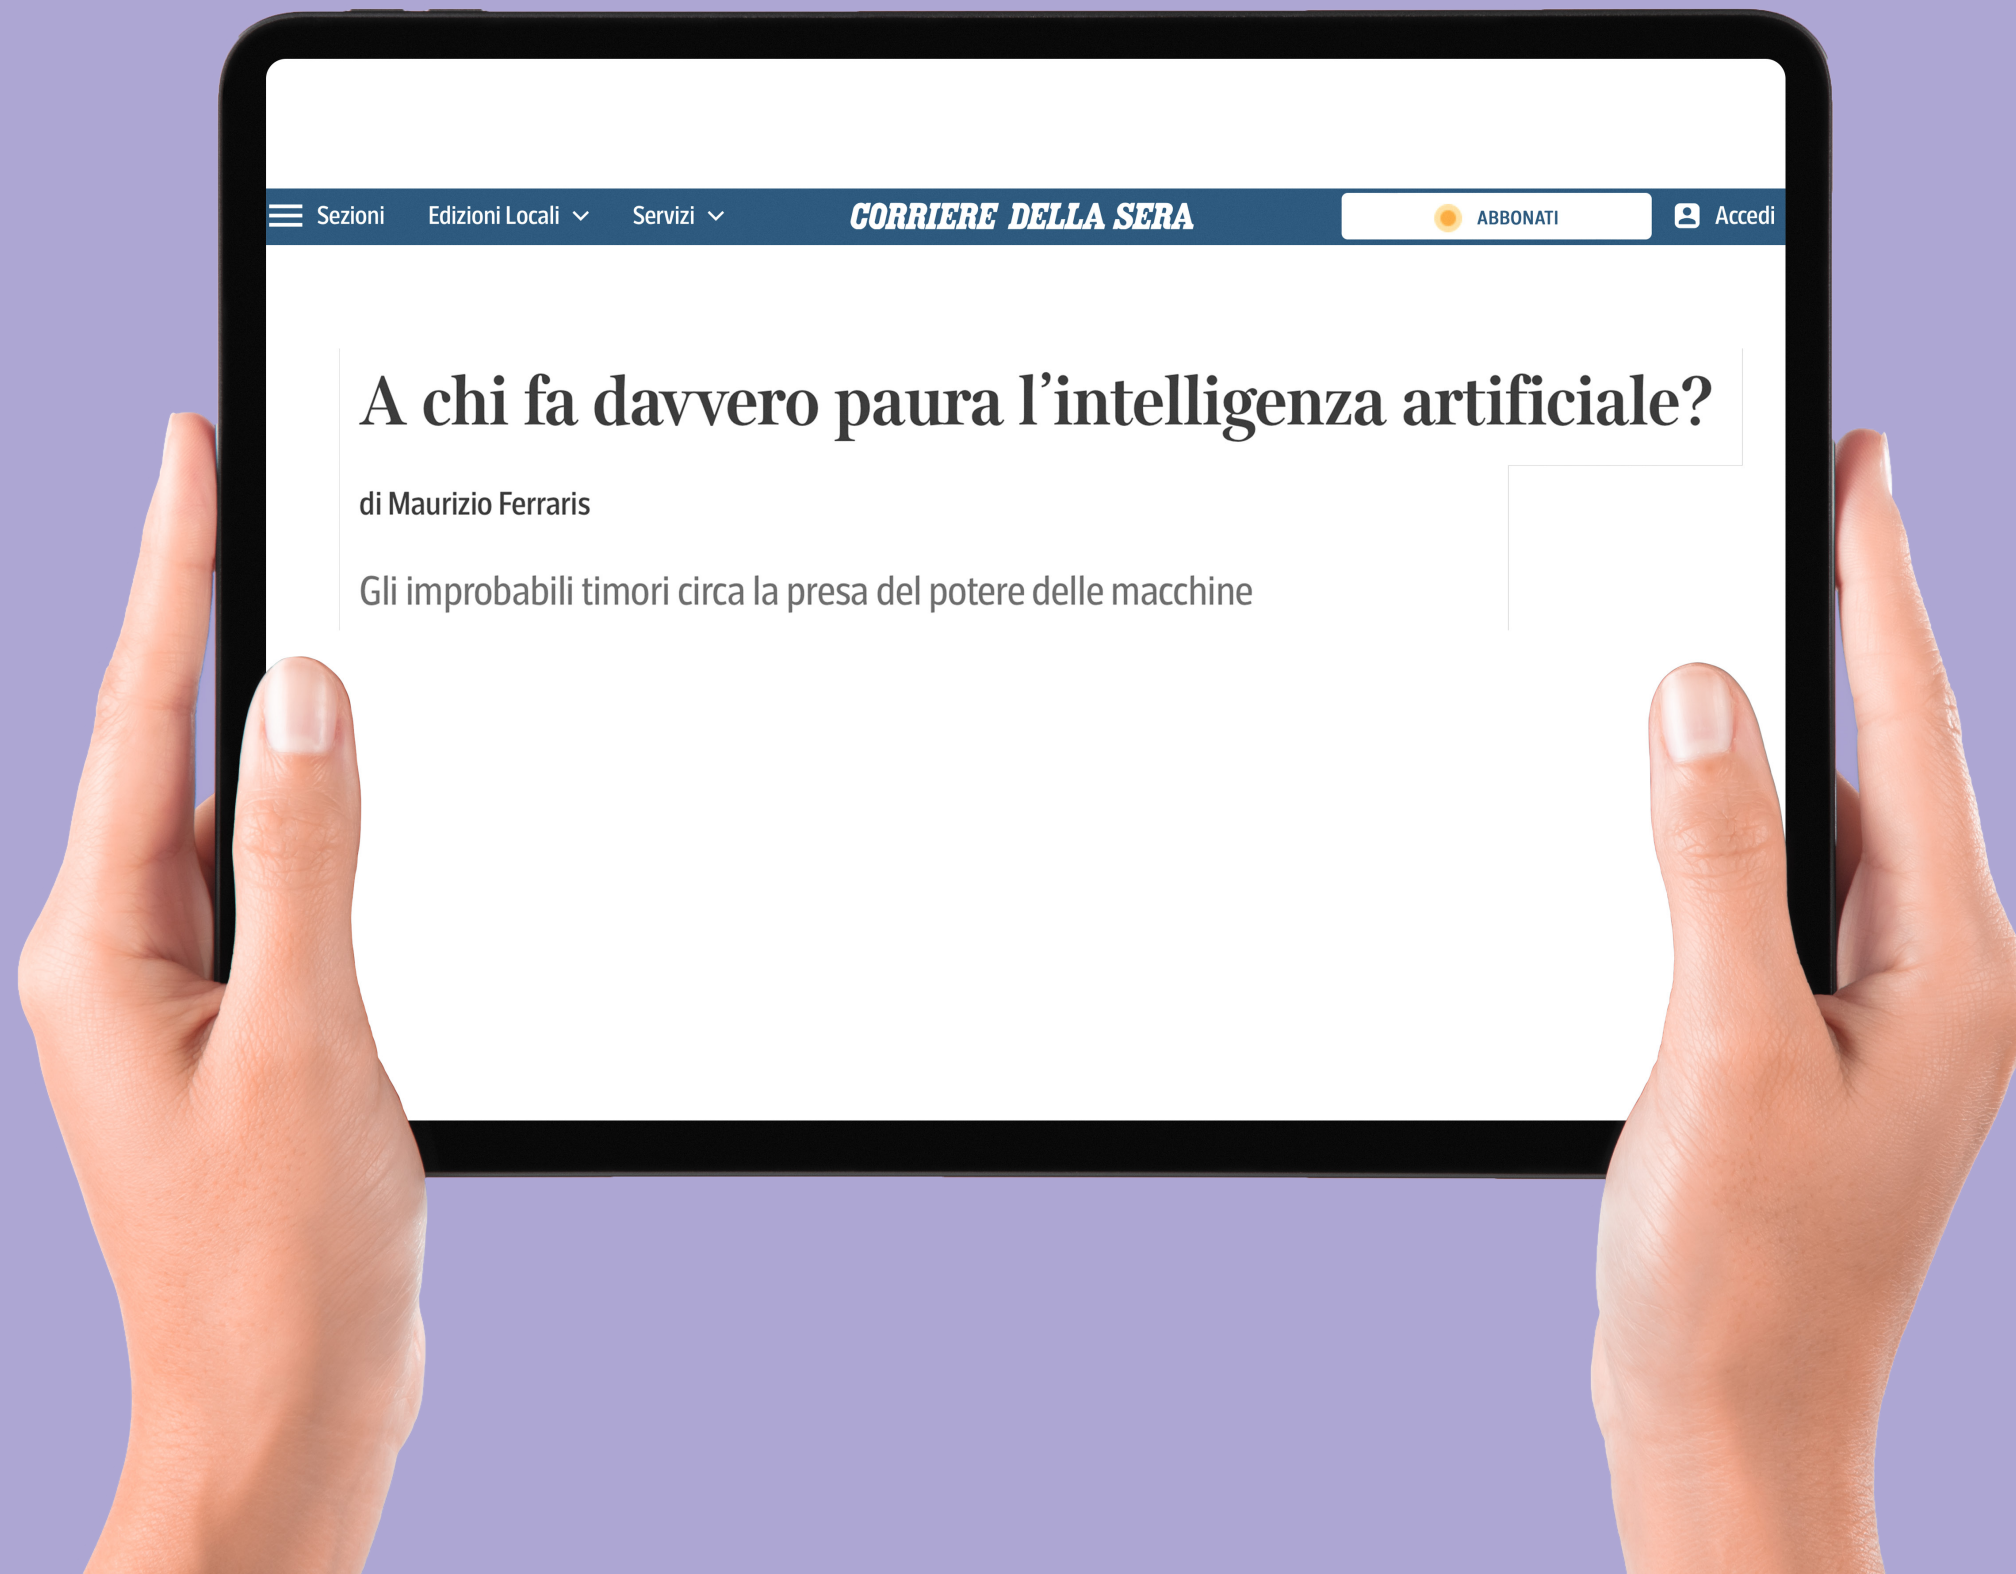 Sezioni Edizioni Locali Servizi CORRIERE DELLA SERA ABBONATI Accedi
A chi fa davvero paura l’intelligenza artificiale?
di Maurizio Ferraris
Gli improbabili timori circa la presa del potere delle macchine